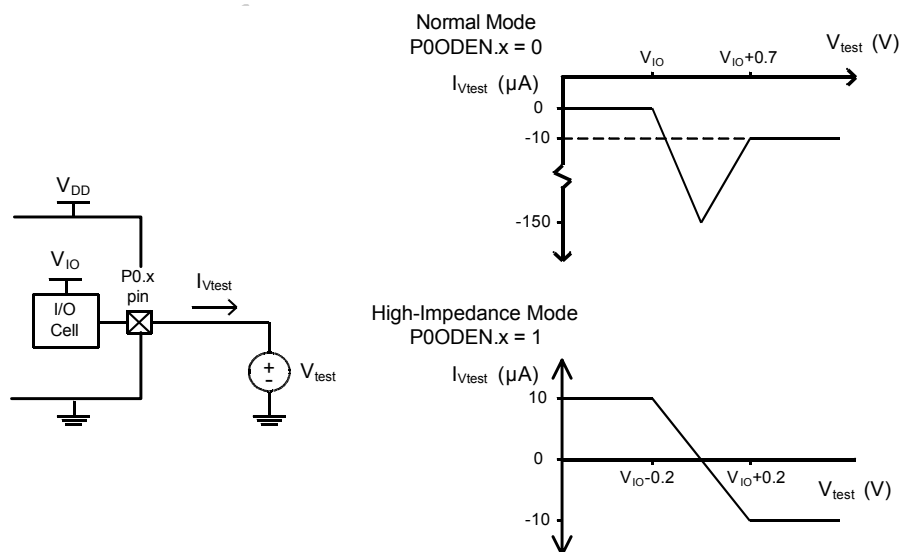 Normal Mode
P0ODEN.x = 0
V_IO
V_IO+0.7
V_test (V)
I_Vtest (µA)
0
-10
-150
V_DD
V_IO
P0.x
pin
I/O
Cell
I_Vtest
V_test
+
-
High-Impedance Mode
P0ODEN.x = 1
I_Vtest (µA)
10
0
V_IO-0.2
V_IO+0.2
V_test (V)
-10